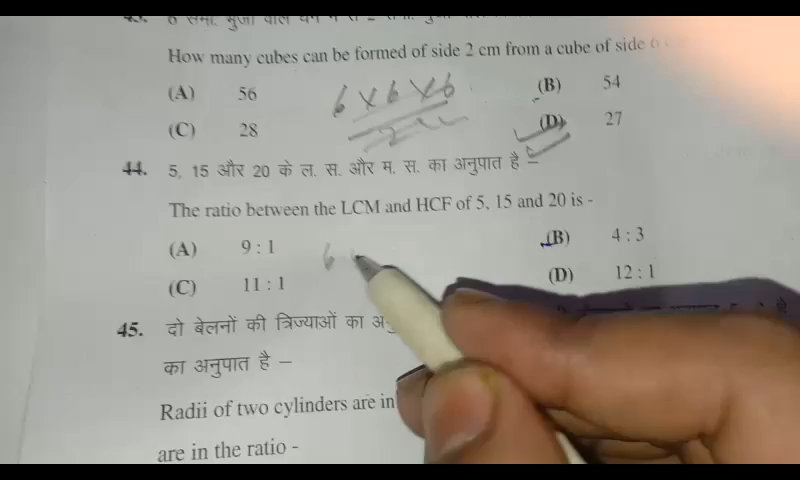 How many cubes can be formed of side 2 cm from a cube of side 6
(A) 56 (B) 54
6 x 6 x 6
(C) 28 (D) 27
44. 5, 15 और 20 के ल. स. और म. स. का अनुपात है –
The ratio between the LCM and HCF of 5, 15 and 20 is -
(A) 9 : 1 (B) 4 : 3
6
(C) 11 : 1 (D) 12 : 1
45. दो बेलनों की त्रिज्याओं का
का अनुपात है –
Radii of two cylinders are in
are in the ratio -